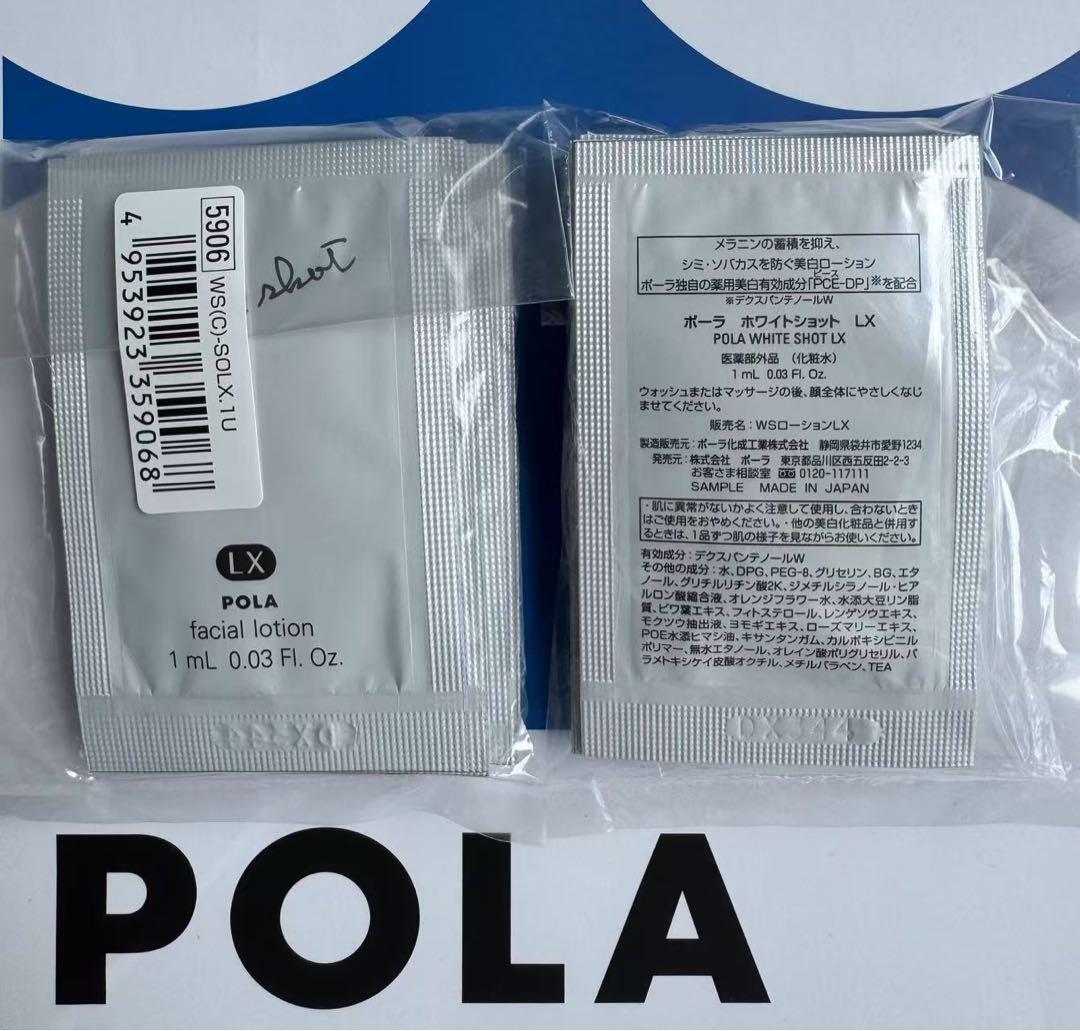 5906 WS(C)-SOLX.1U
4 953923 359068
shot
LX
POLA
facial lotion
1 mL 0.03 Fl. Oz.
DX-44
メラニンの蓄積を抑え、
シミ・ソバカスを防ぐ美白ローション
ピース
ポーラ独自の薬用美白有効成分「PCE-DP」※を配合
※デクスパンテノールW
ポーラ ホワイトショット LX
POLA WHITE SHOT LX
医薬部外品 (化粧水)
1 mL 0.03 Fl. Oz.
ウォッシュまたはマッサージの後、顔全体にやさしくなじ
ませてください。
販売名:WSローションLX
製造販売元:ポーラ化成工業株式会社 静岡県袋井市愛野1234
発売元:株式会社 ポーラ 東京都品川区西五反田2-2-3
お客さま相談室 0120-117111
SAMPLE MADE IN JAPAN
・肌に異常がないかよく注意して使用し、合わないとき
はご使用をおやめください。・他の美白化粧品と併用す
るときは、1品ずつ肌の様子を見ながらお使いください。
有効成分:デクスパンテノールW
その他の成分:水、DPG、PEG-8、グリセリン、BG、エタ
ノール、グリチルリチン酸2K、ジメチルシラノール・ヒア
ルロン酸縮合液、オレンジフラワー水、水添大豆リン脂
質、ビワ葉エキス、フィトステロール、レンゲソウエキス、
モクツウ抽出液、ヨモギエキス、ローズマリーエキス、
POE水添ヒマシ油、キサンタンガム、カルボキシビニル
ポリマー、無水エタノール、オレイン酸ポリグリセリル、パ
ラメトキシケイ皮酸オクチル、メチルパラベン、TEA
DX-44
POLA